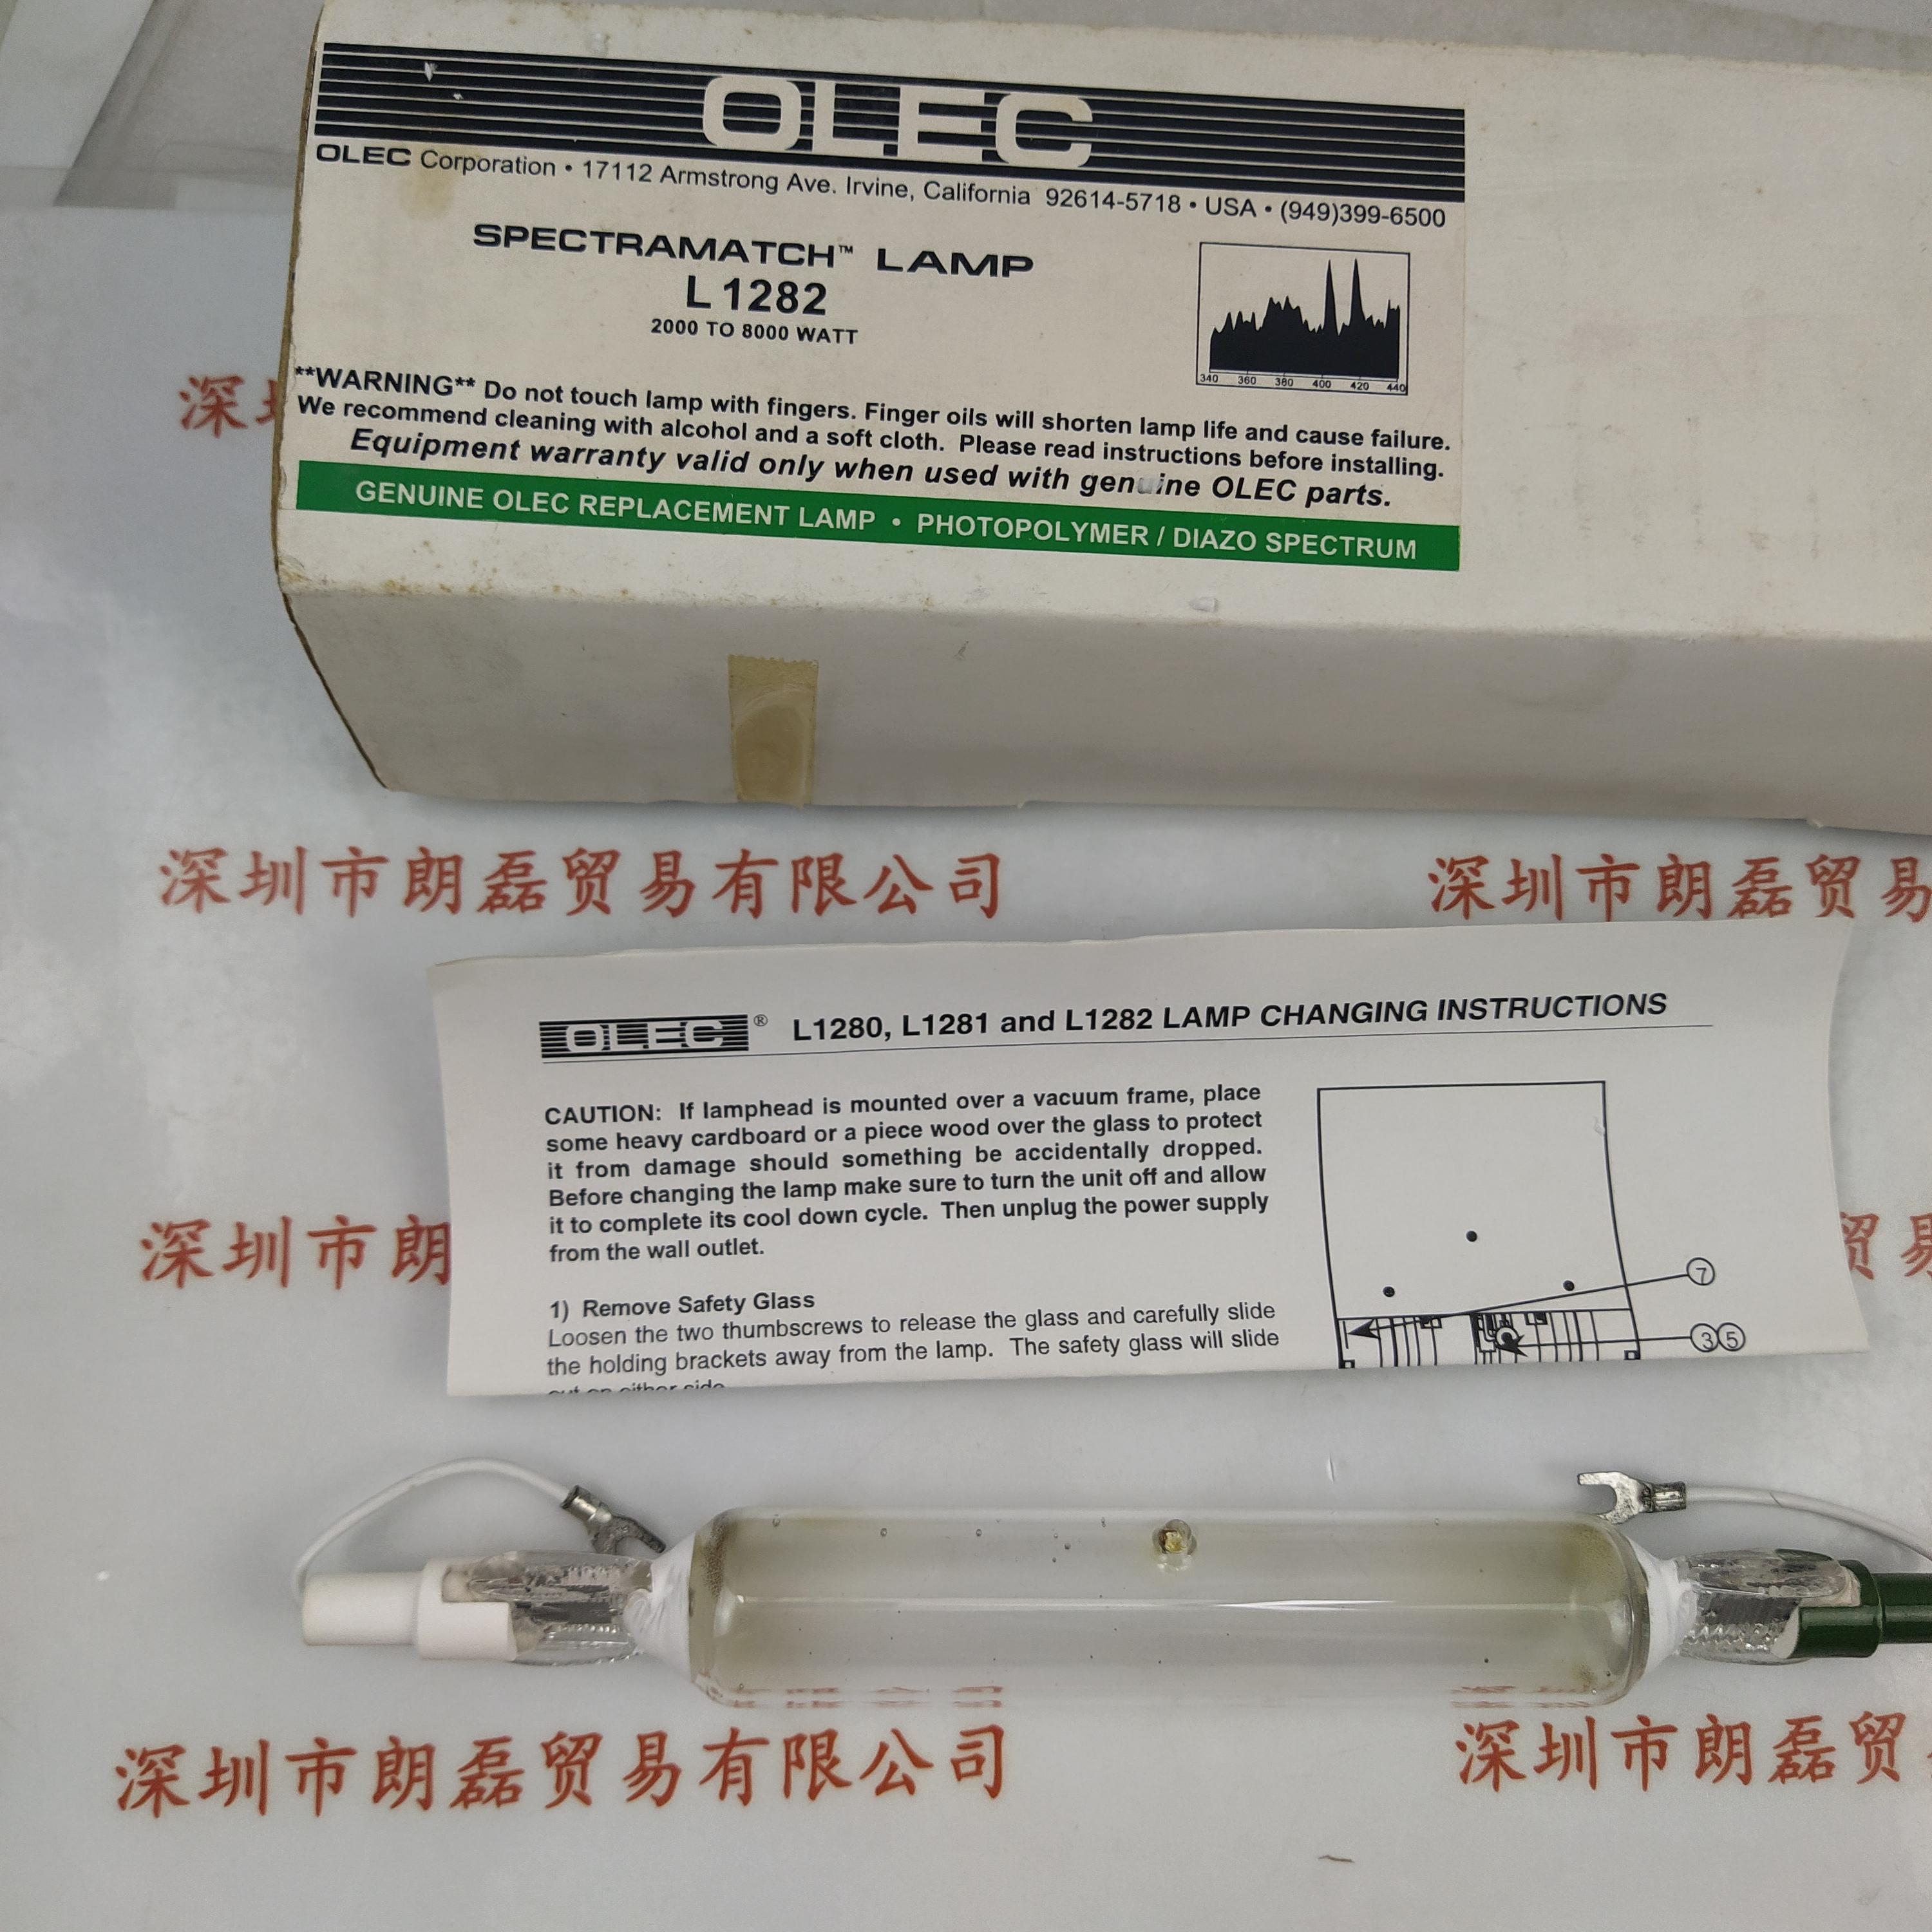 OLEC
OLEC Corporation • 17112 Armstrong Ave. Irvine, California 92614-5718 • USA • (949)399-6500
SPECTRAMATCH™ LAMP
L 1282
2000 TO 8000 WATT
340 360 380 400 420 440
**WARNING** Do not touch lamp with fingers. Finger oils will shorten lamp life and cause failure.
We recommend cleaning with alcohol and a soft cloth. Please read instructions before installing.
Equipment warranty valid only when used with genuine OLEC parts.
GENUINE OLEC REPLACEMENT LAMP • PHOTOPOLYMER / DIAZO SPECTRUM
深圳
深圳市朗磊贸易有限公司
深圳市朗磊贸易
OLEC® L1280, L1281 and L1282 LAMP CHANGING INSTRUCTIONS
CAUTION: If lamphead is mounted over a vacuum frame, place
some heavy cardboard or a piece wood over the glass to protect
it from damage should something be accidentally dropped.
Before changing the lamp make sure to turn the unit off and allow
it to complete its cool down cycle. Then unplug the power supply
from the wall outlet.
1) Remove Safety Glass
Loosen the two thumbscrews to release the glass and carefully slide
the holding brackets away from the lamp. The safety glass will slide
out on either side
7
3 5
深圳市朗
贸易
深圳市朗磊贸易有限公司
深圳市朗磊贸